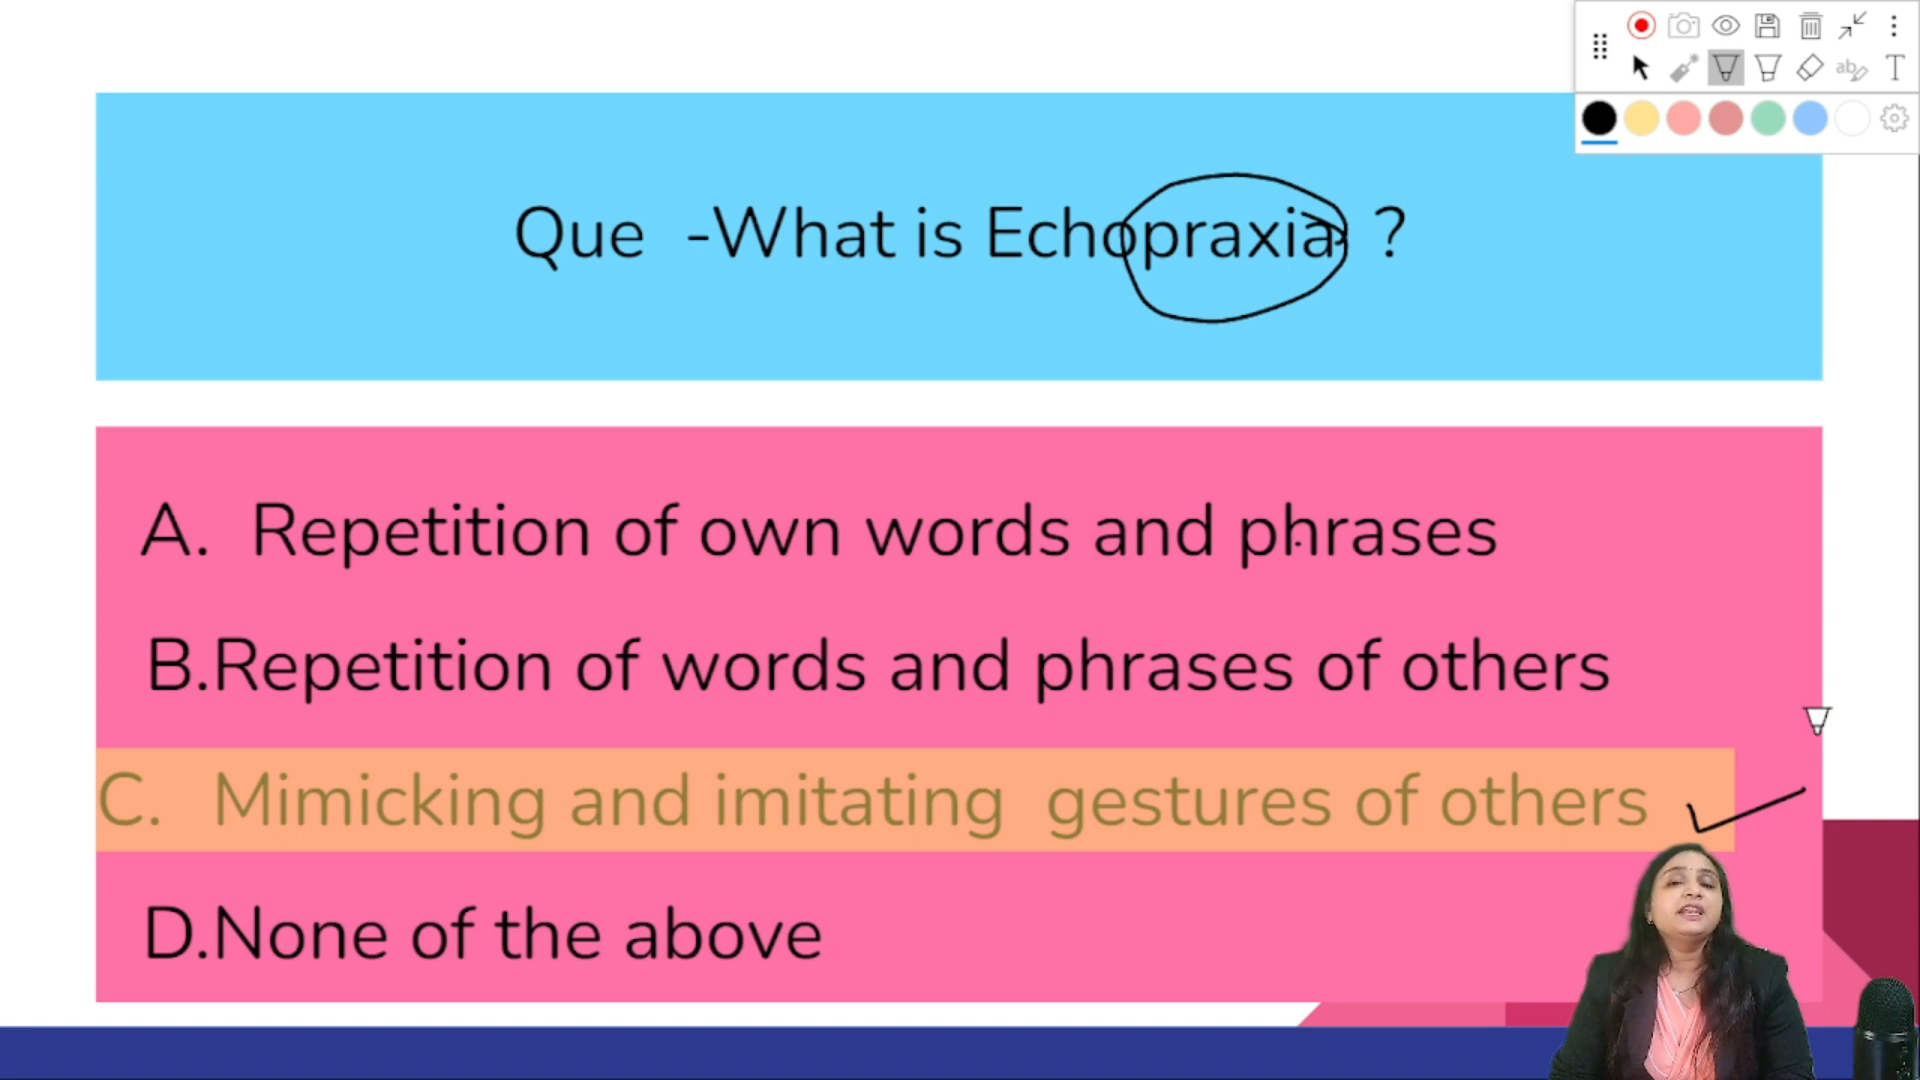 Que -What is Echopraxia ?
A. Repetition of own words and phrases
B.Repetition of words and phrases of others
C. Mimicking and imitating gestures of others
D.None of the above
ab
T